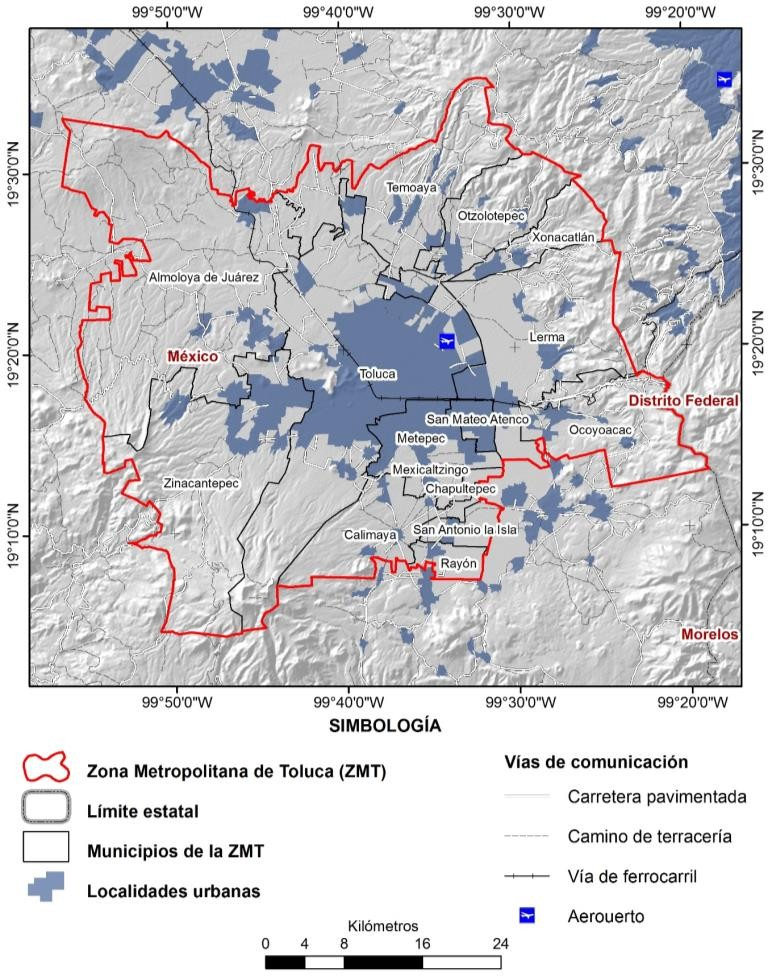 99°50'0"W 99°40'0"W 99°30'0"W 99°20'0"W
19°30'0"N
19°30'0"N
Temoaya
Otzolotepec
Xonacatlán
Almoloya de Juárez
19°20'0"N
19°20'0"N
Lerma
México
Toluca
Distrito Federal
San Mateo Atenco
Ocoyoacac
Metepec
Mexicaltzingo
Zinacantepec
Chapultepec
19°10'0"N
19°10'0"N
San Antonio la Isla
Calimaya
Rayón
Morelos
99°50'0"W 99°40'0"W 99°30'0"W 99°20'0"W
SIMBOLOGÍA
Zona Metropolitana de Toluca (ZMT)
Límite estatal
Municipios de la ZMT
Localidades urbanas
Vías de comunicación
Carretera pavimentada
Camino de terracería
Vía de ferrocarril
Aerouerto
Kilómetros
0 4 8 16 24